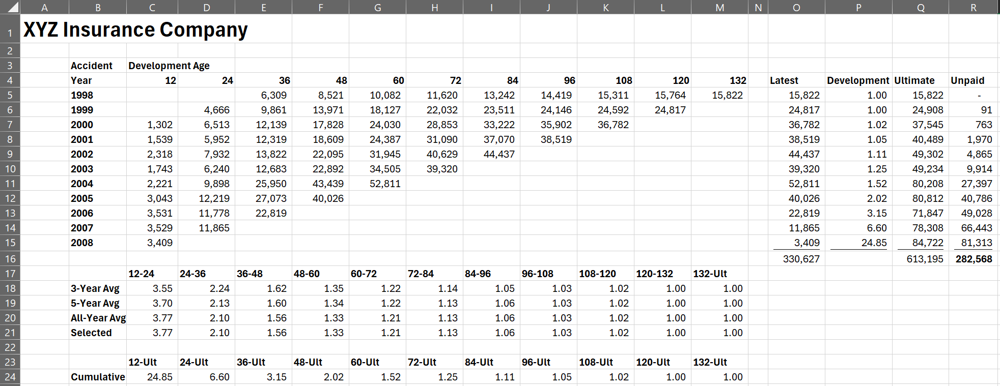 A B C D E F G H I J K L M N O P Q R
1 XYZ Insurance Company
2
3 Accident Development Age
4 Year 12 24 36 48 60 72 84 96 108 120 132 Latest Development Ultimate Unpaid
5 1998 6,309 8,521 10,082 11,620 13,242 14,419 15,311 15,764 15,822 15,822 1.00 15,822 -
6 1999 4,666 9,861 13,971 18,127 22,032 23,511 24,146 24,592 24,817 24,817 1.00 24,908 91
7 2000 1,302 6,513 12,139 17,828 24,030 28,853 33,222 35,902 36,782 36,782 1.02 37,545 763
8 2001 1,539 5,952 12,319 18,609 24,387 31,090 37,070 38,519 38,519 1.05 40,489 1,970
9 2002 2,318 7,932 13,822 22,095 31,945 40,629 44,437 44,437 1.11 49,302 4,865
10 2003 1,743 6,240 12,683 22,892 34,505 39,320 39,320 1.25 49,234 9,914
11 2004 2,221 9,898 25,950 43,439 52,811 52,811 1.52 80,208 27,397
12 2005 3,043 12,219 27,073 40,026 40,026 2.02 80,812 40,786
13 2006 3,531 11,778 22,819 22,819 3.15 71,847 49,028
14 2007 3,529 11,865 11,865 6.60 78,308 66,443
15 2008 3,409 3,409 24.85 84,722 81,313
16 330,627 613,195 282,568
17 12-24 24-36 36-48 48-60 60-72 72-84 84-96 96-108 108-120 120-132 132-Ult
18 3-Year Avg 3.55 2.24 1.62 1.35 1.22 1.14 1.05 1.03 1.02 1.00 1.00
19 5-Year Avg 3.70 2.13 1.60 1.34 1.22 1.13 1.06 1.03 1.02 1.00 1.00
20 All-Year Avg 3.77 2.10 1.56 1.33 1.21 1.13 1.06 1.03 1.02 1.00 1.00
21 Selected 3.77 2.10 1.56 1.33 1.21 1.13 1.06 1.03 1.02 1.00 1.00
22
23 12-Ult 24-Ult 36-Ult 48-Ult 60-Ult 72-Ult 84-Ult 96-Ult 108-Ult 120-Ult 132-Ult
24 Cumulative 24.85 6.60 3.15 2.02 1.52 1.25 1.11 1.05 1.02 1.00 1.00